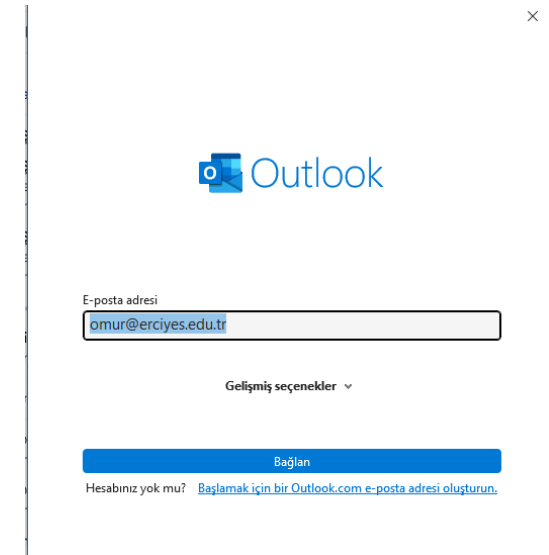 Outlook
E-posta adresi
omur@erciyes.edu.tr
Gelişmiş seçenekler
Bağlan
Hesabınız yok mu? Başlamak için bir Outlook.com e-posta adresi oluşturun.